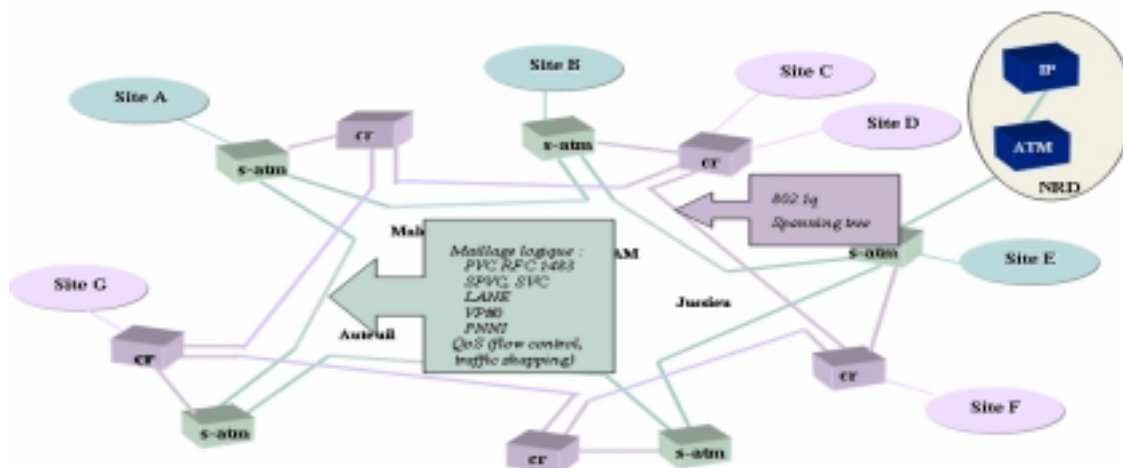 Site B
Site C
IP
Site A
Site D
cr
s-atm
cr
ATM
s-atm
NRD
802 1q
Spanning tree
Maillage logique :
PVC RFC 1483
SPVC, SVC
LANE
PNNI
QoS (flow control,
traffic shapping)
s-atm
Site E
Site G
Jussieu
Auteuil
cr
cr
Site F
s-atm
cr
s-atm